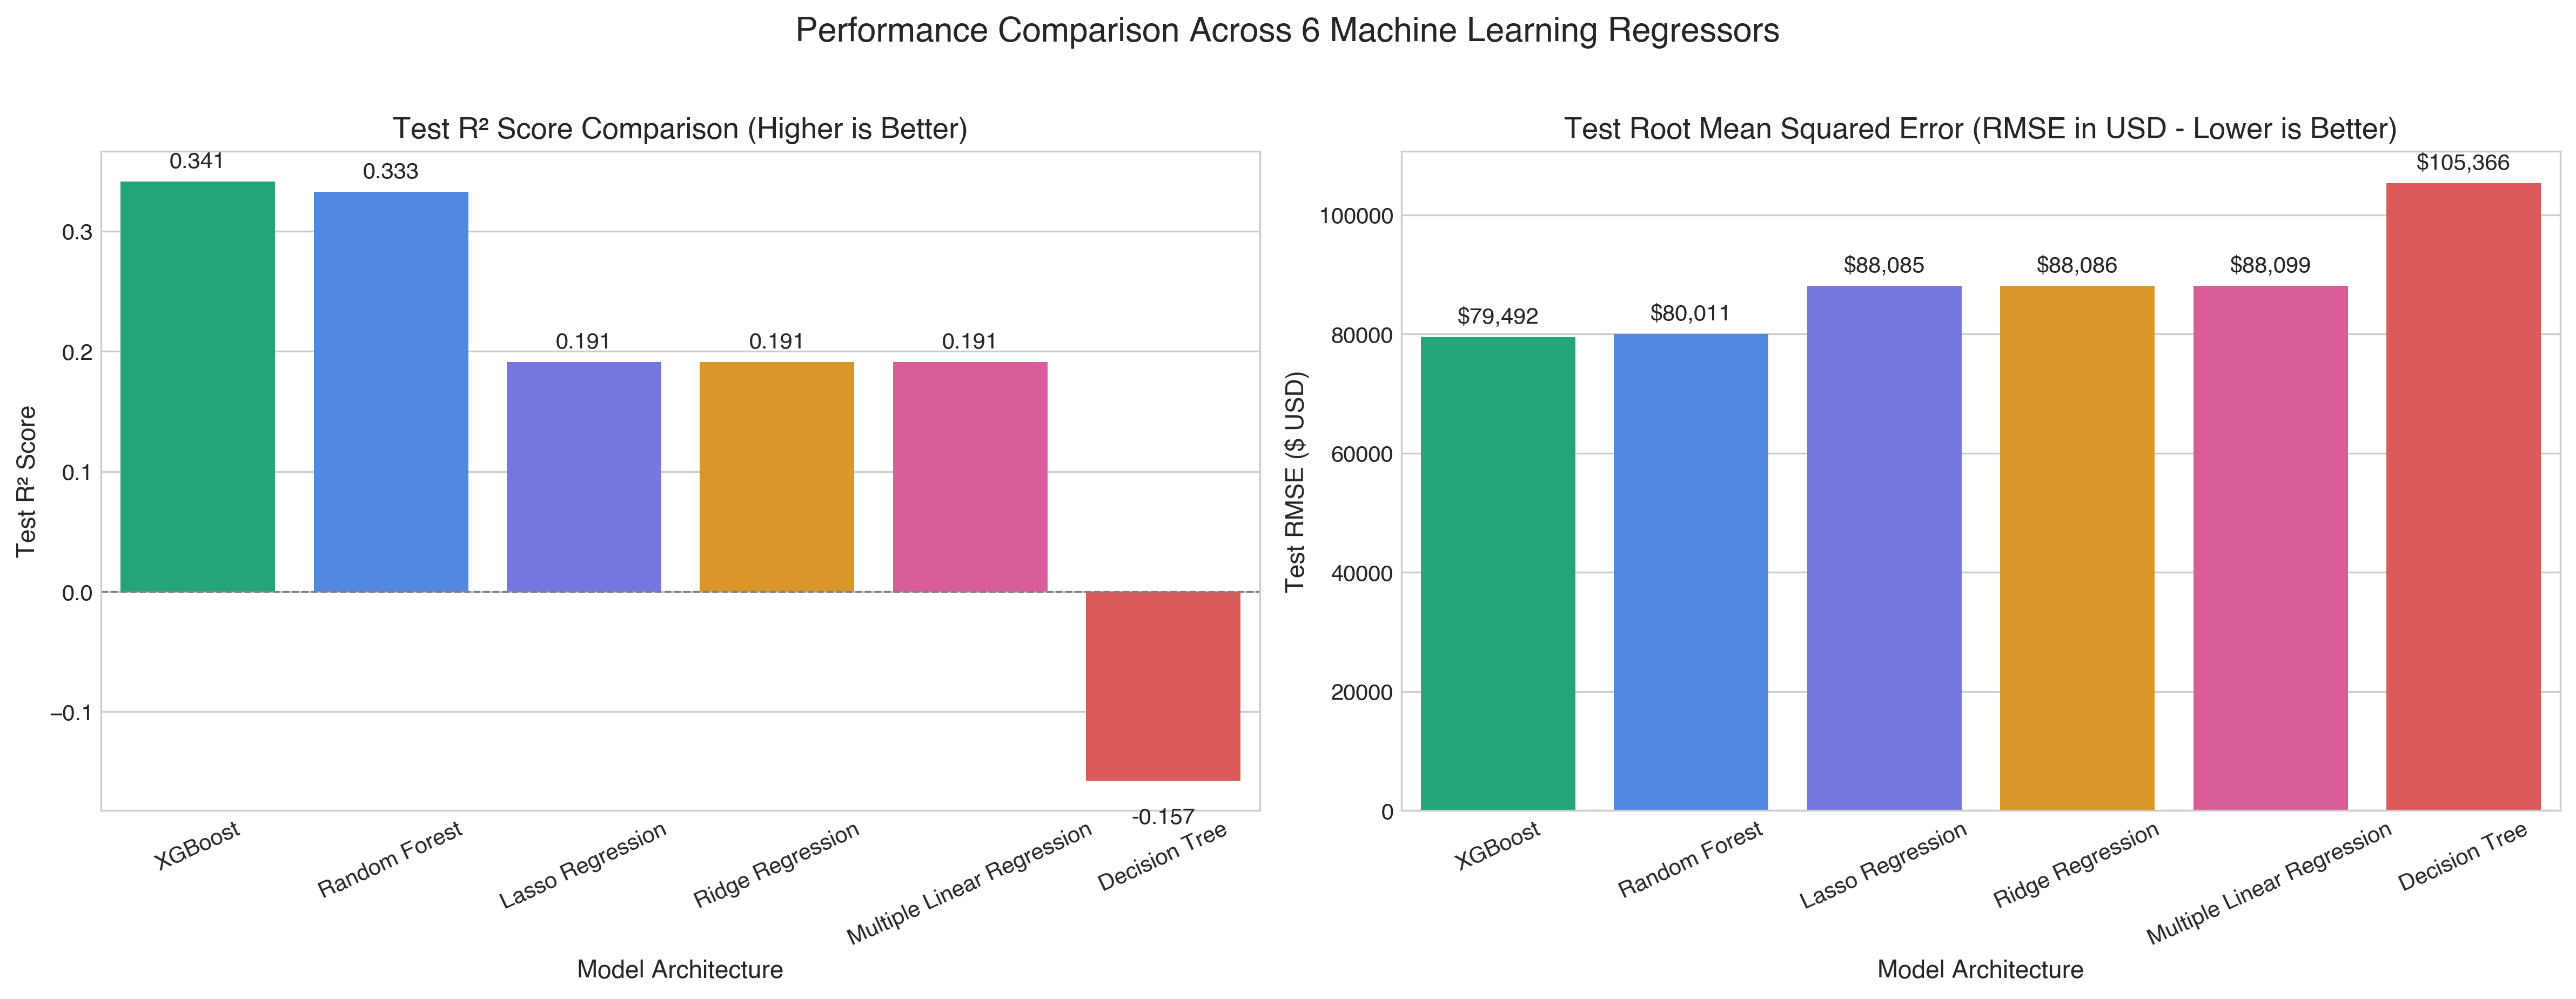 Performance Comparison Across 6 Machine Learning Regressors
Test R² Score Comparison (Higher is Better)
Test R² Score
0.3
0.2
0.1
0.0
−0.1
0.341
0.333
0.191
0.191
0.191
-0.157
XGBoost
Random Forest
Lasso Regression
Ridge Regression
Multiple Linear Regression
Decision Tree
Model Architecture
Test Root Mean Squared Error (RMSE in USD - Lower is Better)
Test RMSE ($ USD)
100000
80000
60000
40000
20000
0
$79,492
$80,011
$88,085
$88,086
$88,099
$105,366
XGBoost
Random Forest
Lasso Regression
Ridge Regression
Multiple Linear Regression
Decision Tree
Model Architecture